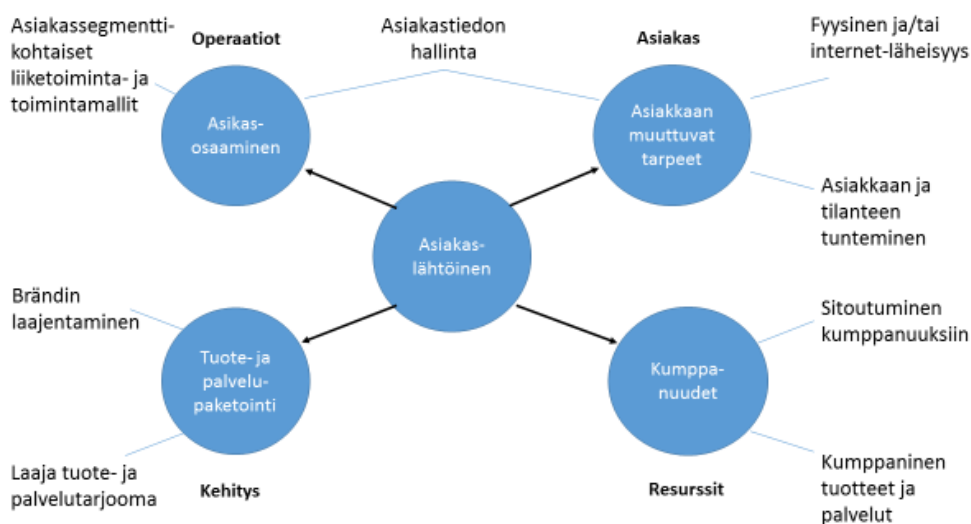 Asiakassegmentti-
kohtaiset
liiketoiminta- ja
toimintamallit
Operaatiot
Asiakastiedon
hallinta
Asiakas
Fyysinen ja/tai
internet-läheisyys
Asikas-
osaaminen
Asiakkaan
muuttuvat
tarpeet
Asiakkaan ja
tilanteen
tunteminen
Asiakas-
lähtöinen
Brändin
laajentaminen
Sitoutuminen
kumppanuuksiin
Tuote- ja
palvelu-
paketointi
Kumppa-
nuudet
Laaja tuote- ja
palvelutarjooma
Kehitys
Resurssit
Kumppaninen
tuotteet ja
palvelut